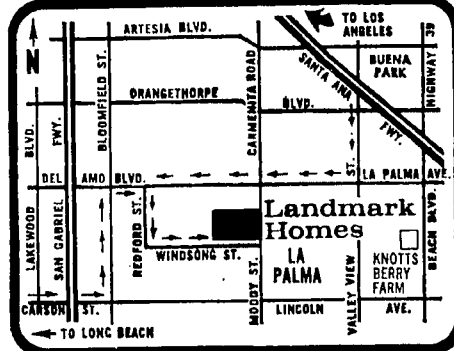 TO LOS
ANGELES
ARTESIA BLVD.
N
BLOOMFIELD ST.
CARMENITA ROAD
SANTA ANA
FWY.
BUENA
PARK
HIGHWAY 39
ORANGETHORPE
BLVD.
BLVD.
FWY.
ST.
DEL AMO BLVD.
LA PALMA AVE.
LAKEWOOD
SAN GABRIEL
REDFORD ST.
Landmark
Homes
WINDSONG ST.
LA
PALMA
MOODY ST.
VALLEY VIEW
KNOTTS
BERRY
FARM
BEACH BLVD.
CARSON ST.
LINCOLN AVE.
TO LONG BEACH